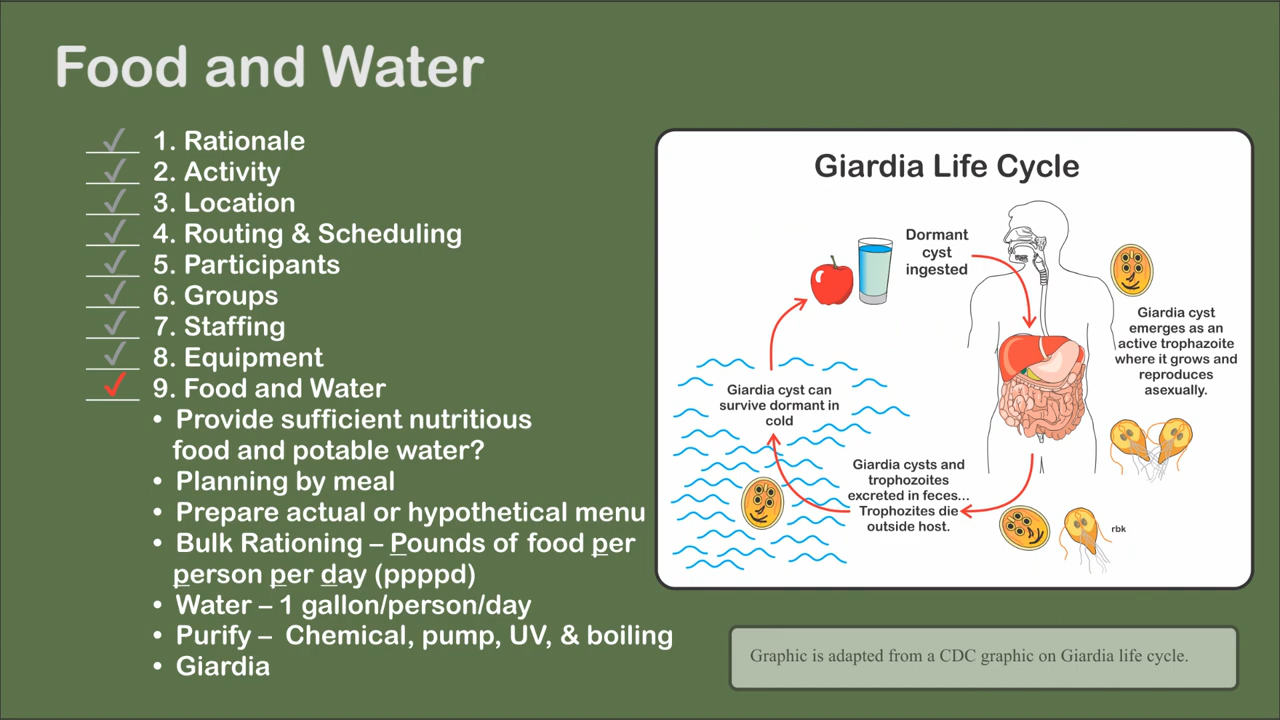 Food and Water
✓ 1. Rationale
✓ 2. Activity
✓ 3. Location
✓ 4. Routing & Scheduling
✓ 5. Participants
✓ 6. Groups
✓ 7. Staffing
✓ 8. Equipment
✓ 9. Food and Water
• Provide sufficient nutritious
food and potable water?
• Planning by meal
• Prepare actual or hypothetical menu
• Bulk Rationing – Pounds of food per
person per day (ppppd)
• Water – 1 gallon/person/day
• Purify – Chemical, pump, UV, & boiling
• Giardia
Giardia Life Cycle
Dormant
cyst
ingested
Giardia cyst
emerges as an
active trophazoite
where it grows and
reproduces
asexually.
Giardia cysts and
trophozoites
excreted in feces...
Trophozites die
outside host.
rbk
Giardia cyst can
survive dormant in
cold
Graphic is adapted from a CDC graphic on Giardia life cycle.